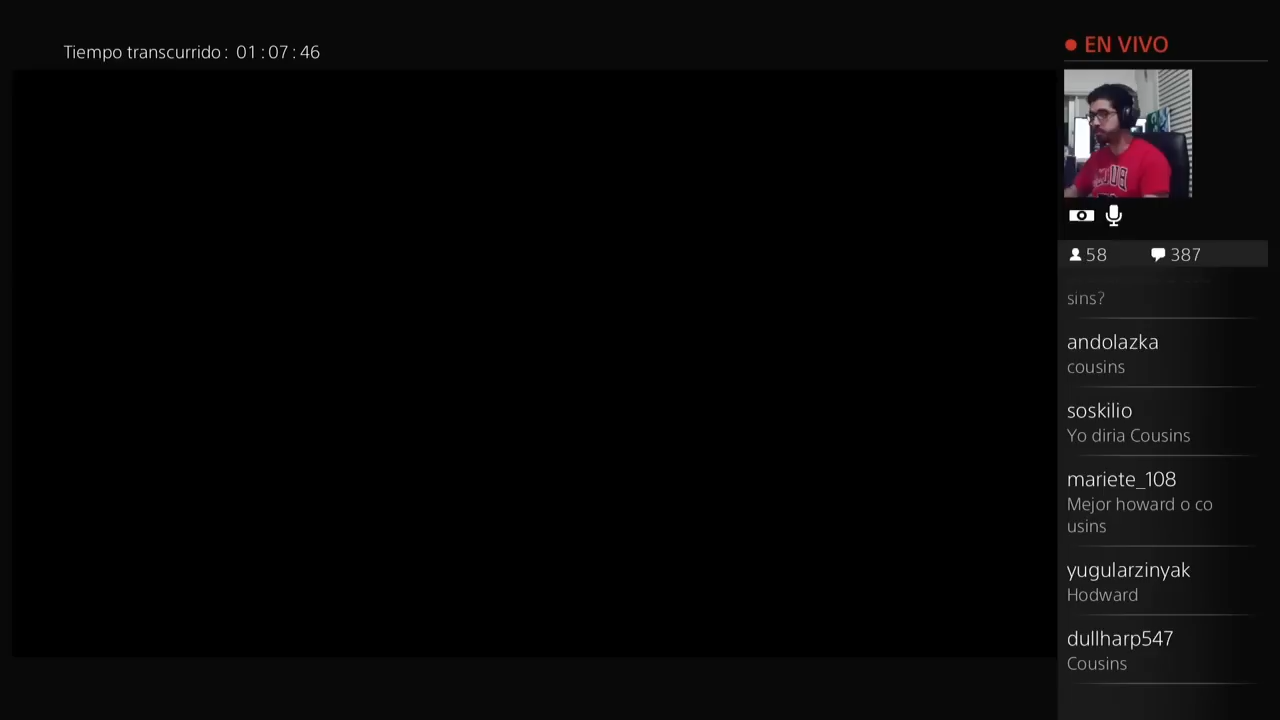 Tiempo transcurrido : 01 : 07 : 46
EN VIVO
58 387
sins?
andolazka
cousins
soskilio
Yo diria Cousins
mariete_108
Mejor howard o co
usins
yugularzinyak
Hodward
dullharp547
Cousins